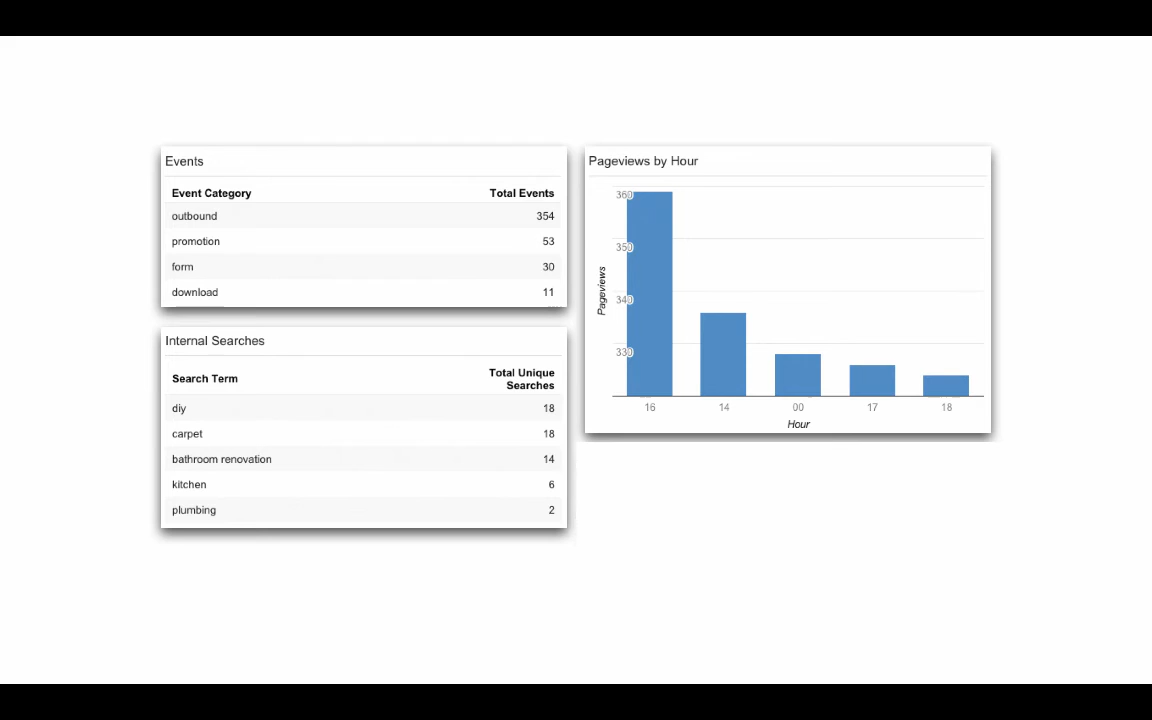 Events
Event Category Total Events
outbound 354
promotion 53
form 30
download 11
Internal Searches
Search Term Total Unique
Searches
diy 18
carpet 18
bathroom renovation 14
kitchen 6
plumbing 2
Pageviews by Hour
360
350
340
330
Pageviews
16 14 00 17 18
Hour